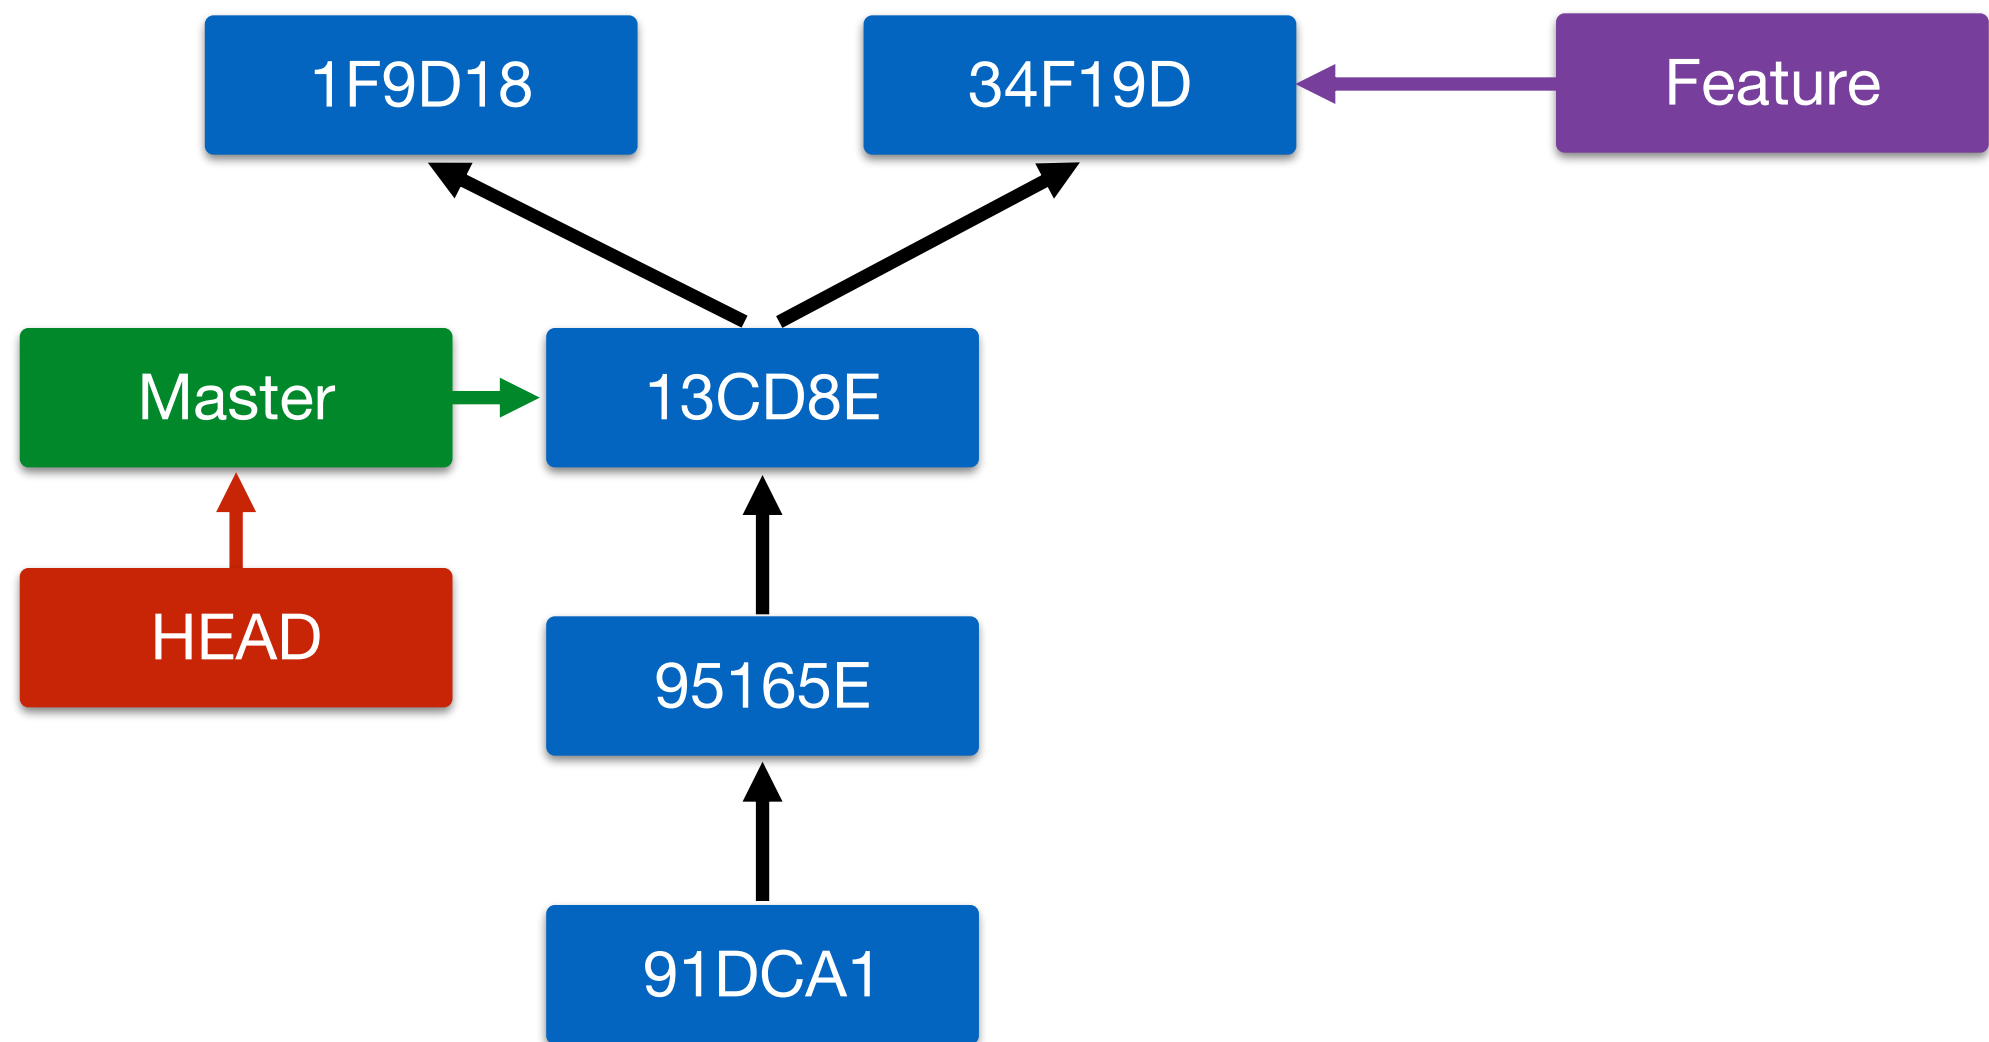 1F9D18
34F19D
Feature
Master
13CD8E
HEAD
95165E
91DCA1